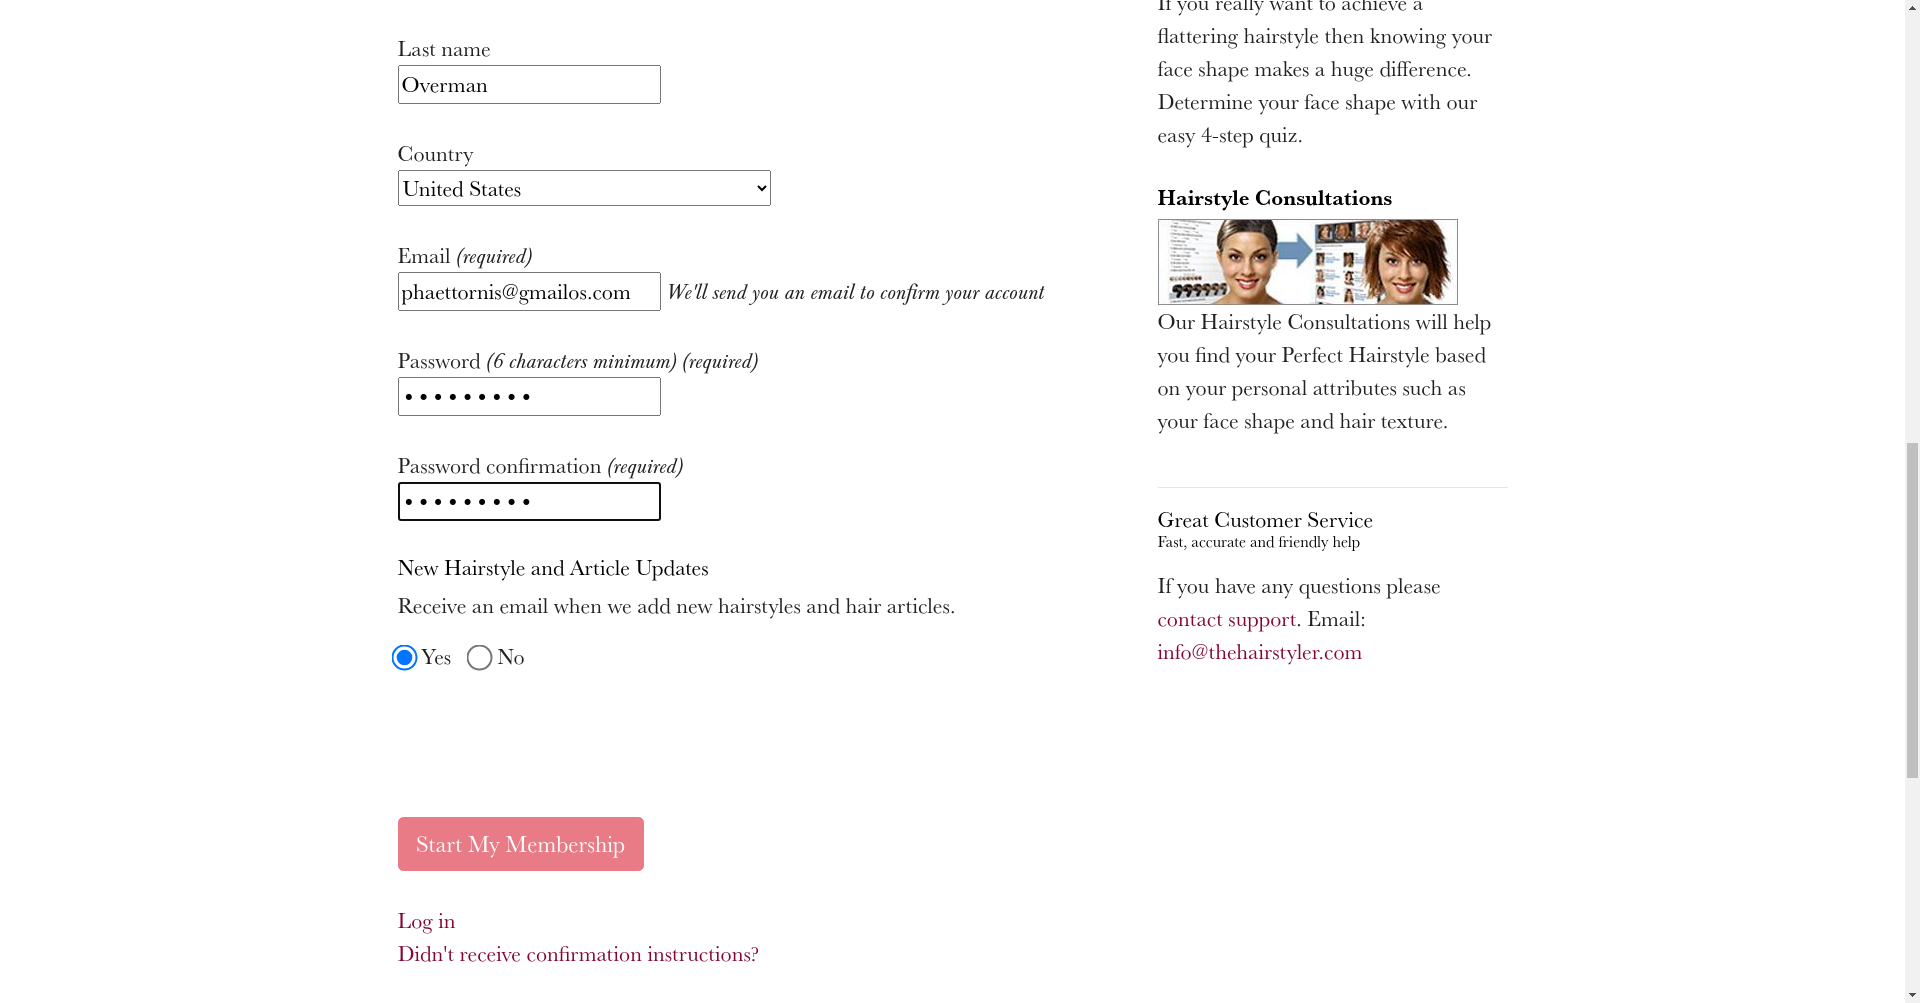 Last name
Overman
Country
United States
Email (required)
phaettornis@gmailos.com We'll send you an email to confirm your account
Password (6 characters minimum) (required)
•••••••••
Password confirmation (required)
•••••••••
New Hairstyle and Article Updates
Receive an email when we add new hairstyles and hair articles.
Yes No
Start My Membership
Log in
Didn't receive confirmation instructions?
If you really want to achieve a
flattering hairstyle then knowing your
face shape makes a huge difference.
Determine your face shape with our
easy 4-step quiz.
Hairstyle Consultations
Our Hairstyle Consultations will help
you find your Perfect Hairstyle based
on your personal attributes such as
your face shape and hair texture.
Great Customer Service
Fast, accurate and friendly help
If you have any questions please
contact support. Email:
info@thehairstyler.com